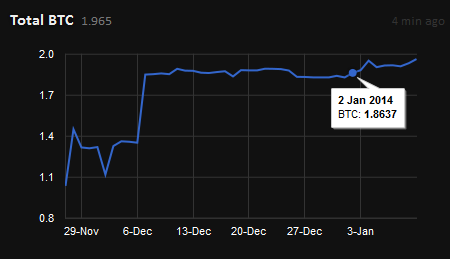 Total BTC 1.965
4 min ago
2.0
1.7
2 Jan 2014
BTC: 1.8637
1.4
1.1
0.8
29-Nov 6-Dec 13-Dec 20-Dec 27-Dec 3-Jan